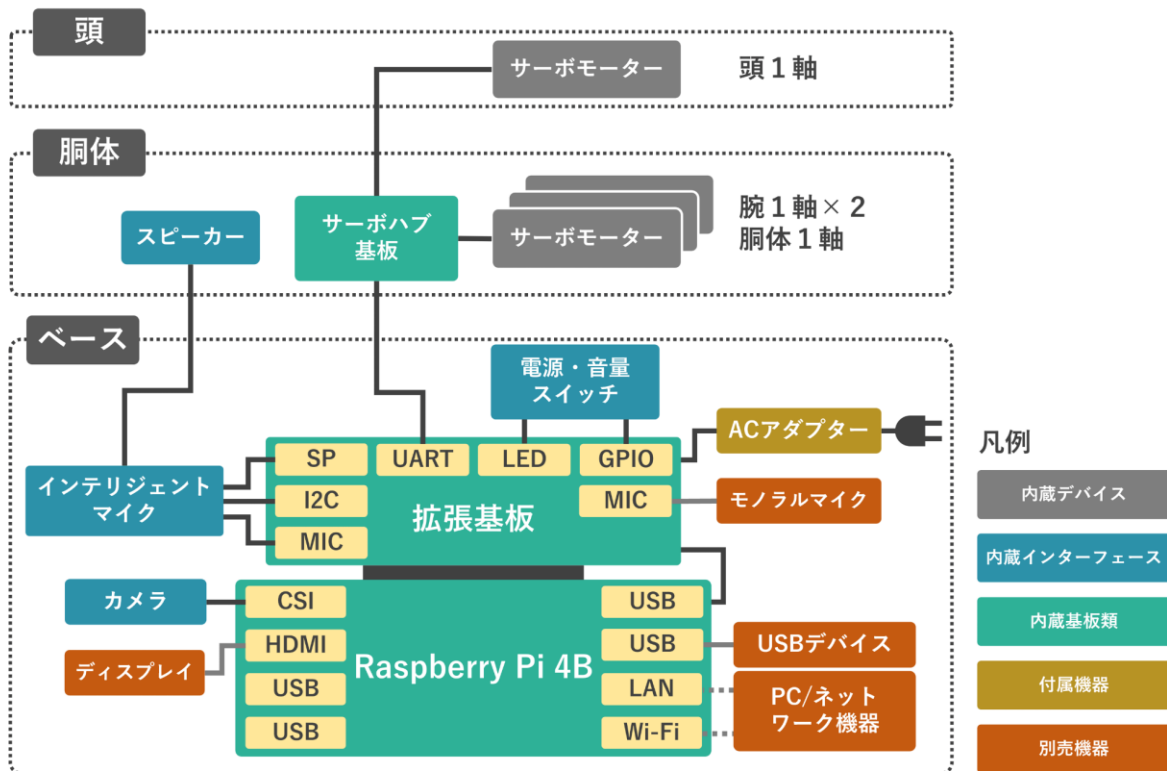 頭
サーボモーター
頭1軸
胴体
スピーカー
サーボハブ
基板
サーボモーター
腕1軸×2
胴体1軸
ベース
電源・音量
スイッチ
ACアダプター
SP
UART
LED
GPIO
インテリジェント
マイク
I2C
MIC
拡張基板
MIC
モノラルマイク
カメラ
CSI
USB
ディスプレイ
HDMI
Raspberry Pi 4B
USB
USBデバイス
USB
LAN
PC/ネット
ワーク機器
USB
Wi-Fi
凡例
内蔵デバイス
内蔵インターフェース
内蔵基板類
付属機器
別売機器